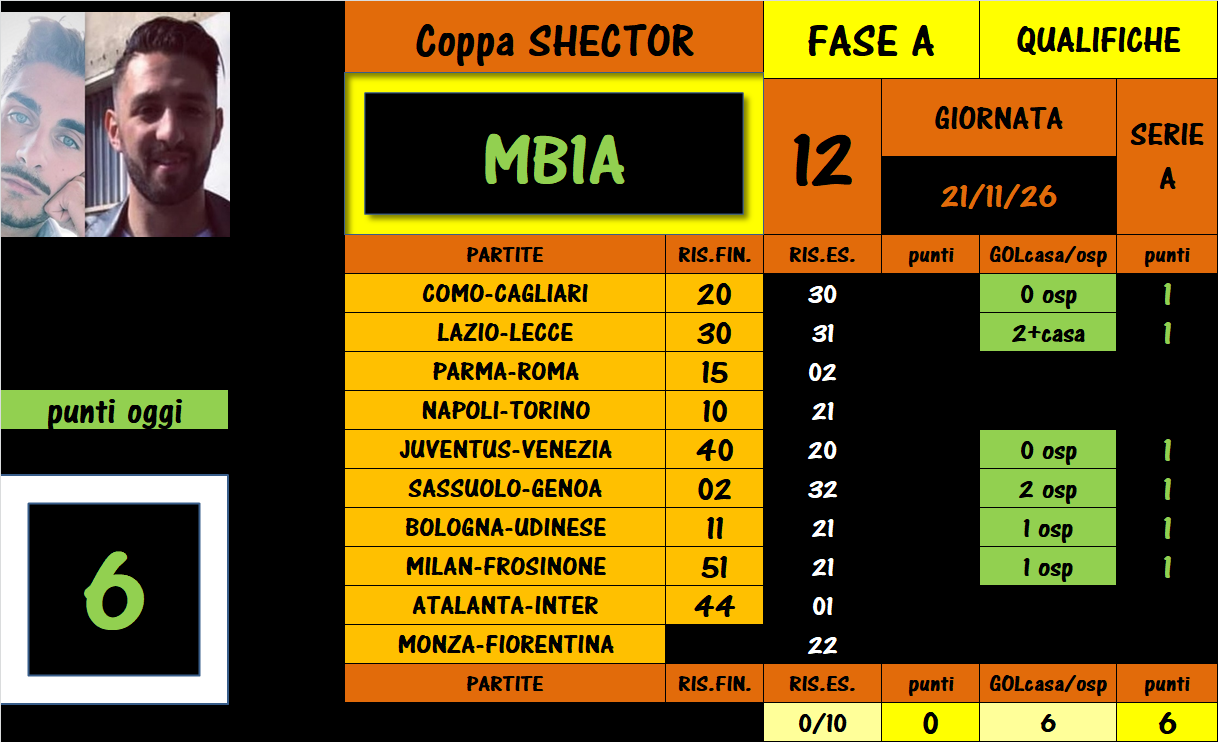 Coppa SHECTOR FASE A QUALIFICHE
MB1A 12 GIORNATA SERIE A
21/11/26
PARTITE RIS.FIN. RIS.ES. punti GOLcasa/osp punti
COMO-CAGLIARI 20 30 0 osp 1
LAZIO-LECCE 30 31 2+casa 1
PARMA-ROMA 15 02
NAPOLI-TORINO 10 21
JUVENTUS-VENEZIA 40 20 0 osp 1
SASSUOLO-GENOA 02 32 2 osp 1
BOLOGNA-UDINESE 11 21 1 osp 1
MILAN-FROSINONE 51 21 1 osp 1
ATALANTA-INTER 44 01
MONZA-FIORENTINA 22
PARTITE RIS.FIN. RIS.ES. punti GOLcasa/osp punti
0/10 0 6 6
punti oggi
6